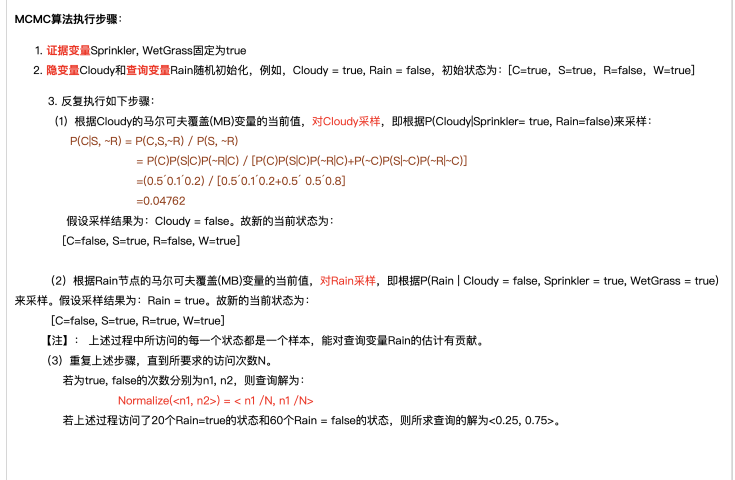 MCMC算法执行步骤：
1. 证据变量Sprinkler, WetGrass固定为true
2. 隐变量Cloudy和查询变量Rain随机初始化，例如，Cloudy = true, Rain = false，初始状态为：[C=true，S=true，R=false，W=true]
3. 反复执行如下步骤：
（1）根据Cloudy的马尔可夫覆盖(MB)变量的当前值，对Cloudy采样，即根据P(Cloudy|Sprinkler= true, Rain=false)来采样：
P(C|S, ~R) = P(C,S,~R) / P(S, ~R)
= P(C)P(S|C)P(~R|C) / [P(C)P(S|C)P(~R|C)+P(~C)P(S|~C)P(~R|~C)]
=(0.5´0.1´0.2) / [0.5´0.1´0.2+0.5´ 0.5´0.8]
=0.04762
假设采样结果为：Cloudy = false。故新的当前状态为：
[C=false, S=true, R=false, W=true]
（2）根据Rain节点的马尔可夫覆盖(MB)变量的当前值，对Rain采样，即根据P(Rain | Cloudy = false, Sprinkler = true, WetGrass = true)
来采样。假设采样结果为：Rain = true。故新的当前状态为：
[C=false, S=true, R=true, W=true]
【注】： 上述过程中所访问的每一个状态都是一个样本，能对查询变量Rain的估计有贡献。
（3）重复上述步骤，直到所要求的访问次数N。
若为true, false的次数分别为n1, n2，则查询解为：
Normalize(<n1, n2>) = < n1 /N, n1 /N>
若上述过程访问了20个Rain=true的状态和60个Rain = false的状态，则所求查询的解为<0.25, 0.75>。